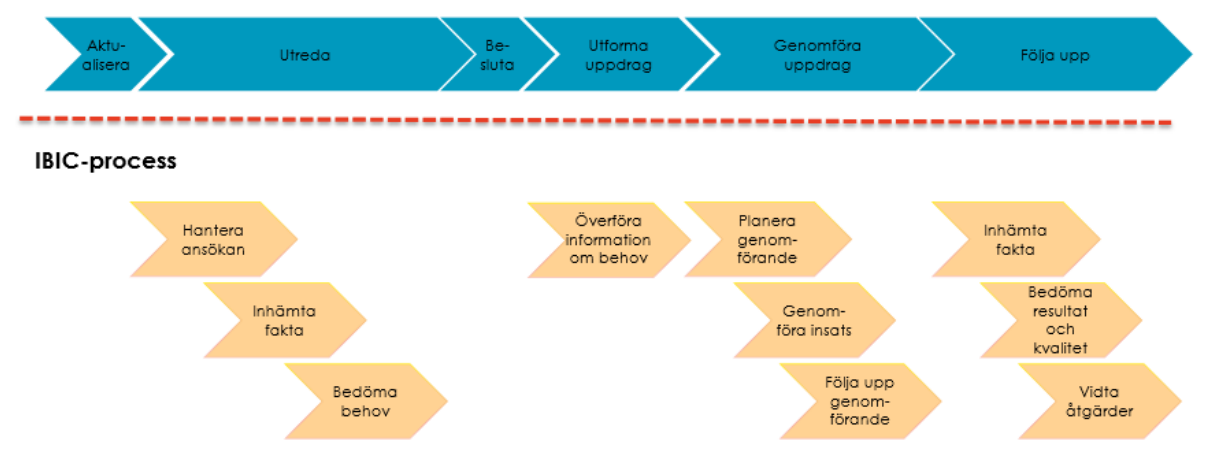 Aktu-
alisera
Utreda
Be-
sluta
Utforma
uppdrag
Genomföra
uppdrag
Följa upp
IBIC-process
Hantera
ansökan
Inhämta
fakta
Bedöma
behov
Överföra
information
om behov
Planera
genom-
förande
Genom-
föra insats
Följa upp
genom-
förande
Inhämta
fakta
Bedöma
resultat
och
kvalitet
Vidta
åtgärder